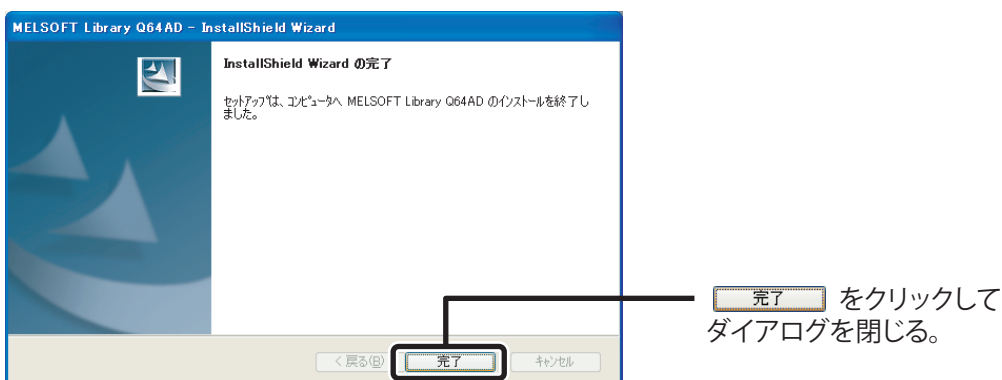 MELSOFT Library Q64AD - InstallShield Wizard
InstallShield Wizard の完了
セットアップは、コンピュータへ MELSOFT Library Q64AD のインストールを終了し
ました。
< 戻る(B)
完了
キャンセル
完了 をクリックして
ダイアログを閉じる。